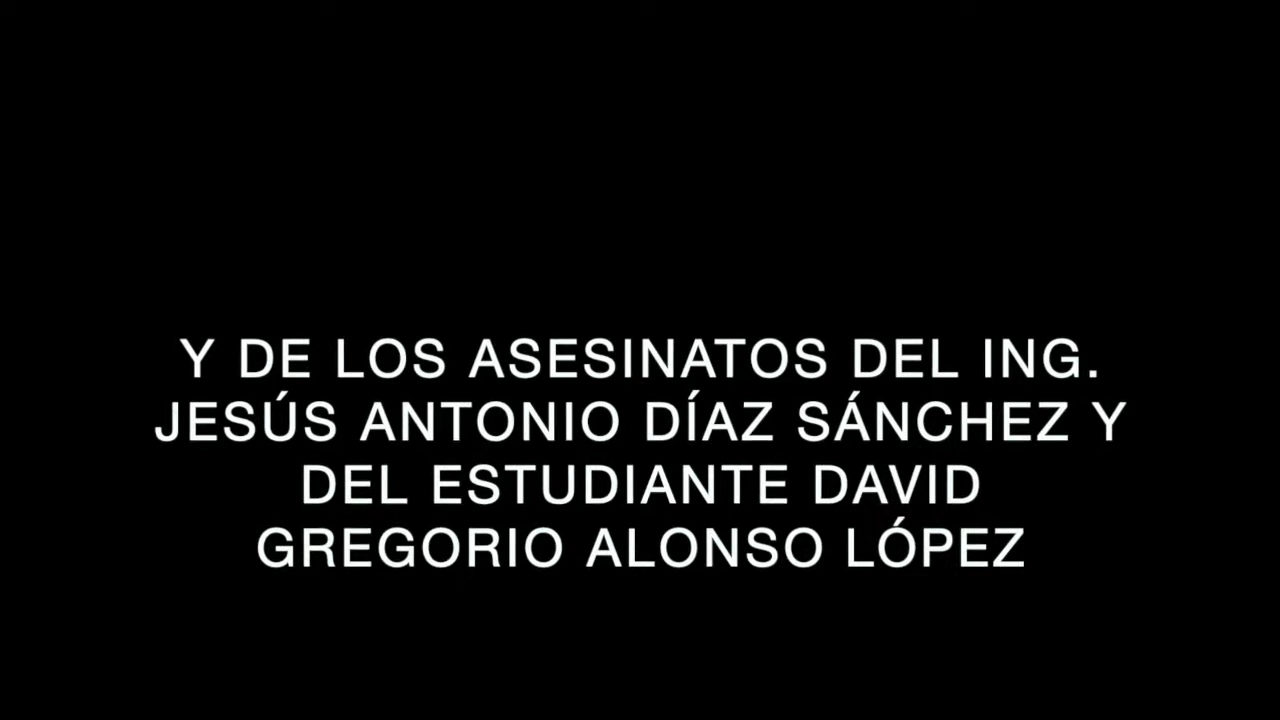 Y DE LOS ASESINATOS DEL ING.
JESÚS ANTONIO DÍAZ SÁNCHEZ Y
DEL ESTUDIANTE DAVID
GREGORIO ALONSO LÓPEZ